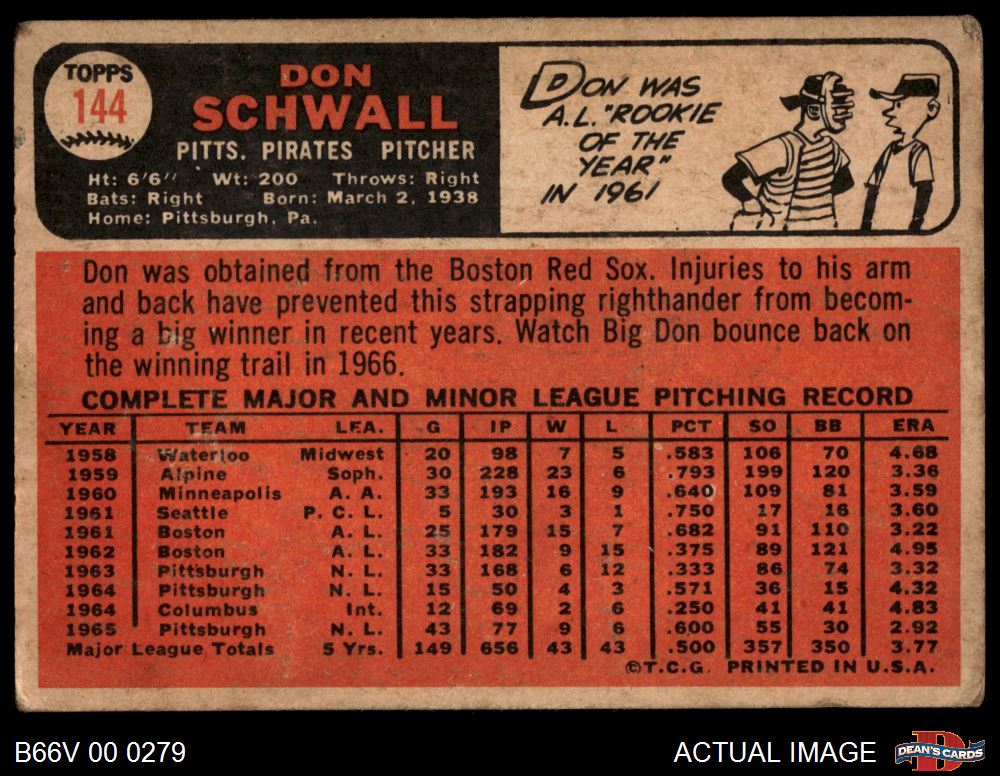 TOPPS
144
DON
SCHWALL
PITTS. PIRATES PITCHER
Ht: 6'6" Wt: 200 Throws: Right
Bats: Right Born: March 2, 1938
Home: Pittsburgh, Pa.
DON WAS
A.L. "ROOKIE
OF THE
YEAR"
IN 1961
Don was obtained from the Boston Red Sox. Injuries to his arm
and back have prevented this strapping righthander from becom-
ing a big winner in recent years. Watch Big Don bounce back on
the winning trail in 1966.
COMPLETE MAJOR AND MINOR LEAGUE PITCHING RECORD
YEAR TEAM LEA. G IP W L PCT SO BB ERA
1958 Waterloo Midwest 20 98 7 5 .583 106 70 4.68
1959 Alpine Soph. 30 228 23 6 .793 199 120 3.36
1960 Minneapolis A. A. 33 193 16 9 .640 109 81 3.59
1961 Seattle P. C. L. 5 30 3 1 .750 17 16 3.60
1961 Boston A. L. 25 179 15 7 .682 91 110 3.22
1962 Boston A. L. 33 182 9 15 .375 89 121 4.95
1963 Pittsburgh N. L. 33 168 6 12 .333 86 74 3.32
1964 Pittsburgh N. L. 15 50 4 3 .571 36 15 4.32
1964 Columbus Int. 12 69 2 6 .250 41 41 4.83
1965 Pittsburgh N. L. 43 77 9 6 .600 55 30 2.92
Major League Totals 5 Yrs. 149 656 43 43 .500 357 350 3.77
©T.C.G. PRINTED IN U.S.A.
B66V 00 0279
ACTUAL IMAGE
DEAN'S CARDS